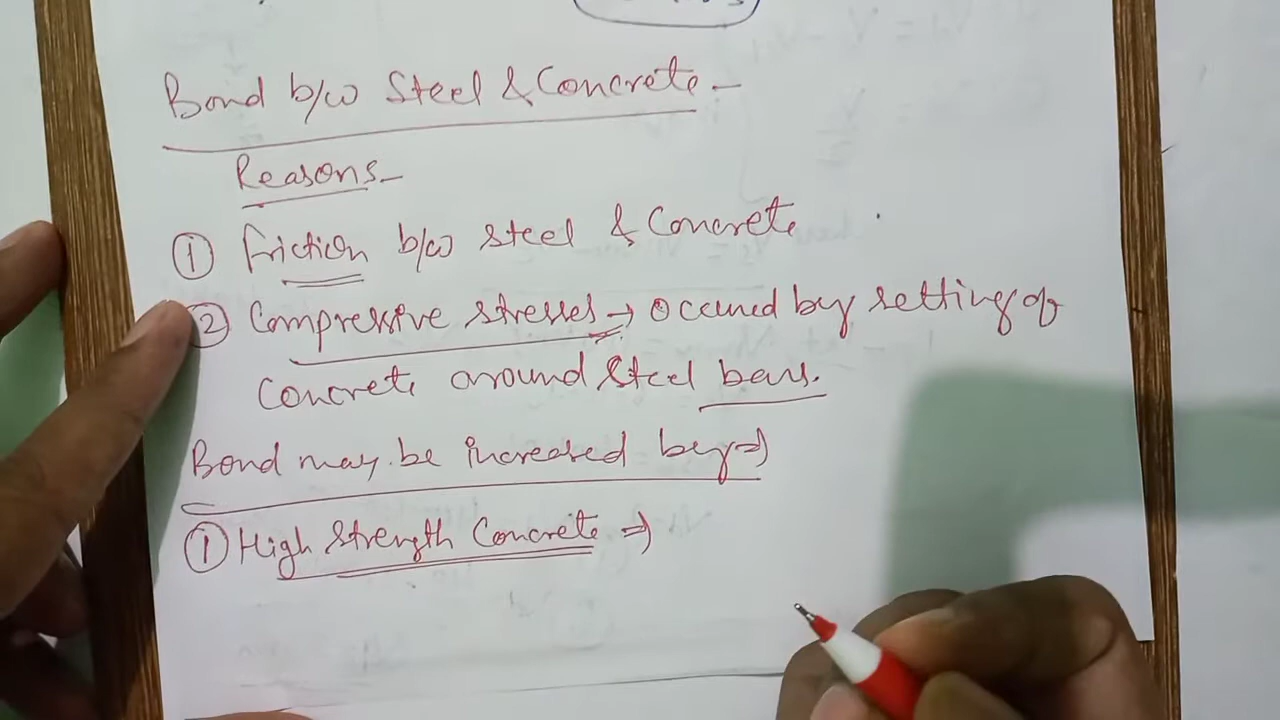 Bond b/w Steel & Concrete -
Reasons -
① Friction b/w steel & Concrete
② Compressive stresses → Occured by setting of
Concrete around Steel bars.
Bond may be increased by ⇒
① High Strength Concrete ⇒